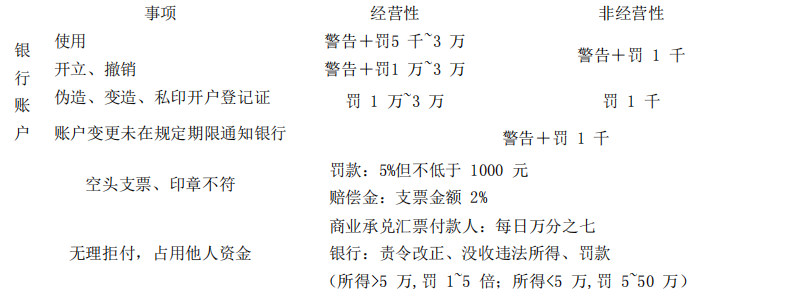 事项 经营性 非经营性
银行账户
使用 警告＋罚5 千~3 万
警告＋罚 1 千
开立、撤销 警告＋罚1 万~3 万
伪造、变造、私印开户登记证 罚 1 万~3 万 罚 1 千
账户变更未在规定期限通知银行 警告＋罚 1 千
空头支票、印章不符
罚款：5%但不低于 1000 元
赔偿金：支票金额 2%
无理拒付，占用他人资金
商业承兑汇票付款人：每日万分之七
银行：责令改正、没收违法所得、罚款
（所得>5 万,罚 1~5 倍；所得<5 万,罚 5~50 万）